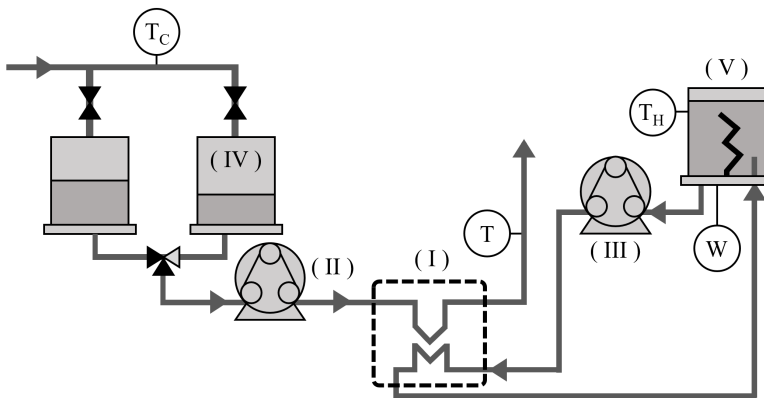 T_C
( V )
T_H
( IV )
T
( III )
W
( II )
( I )